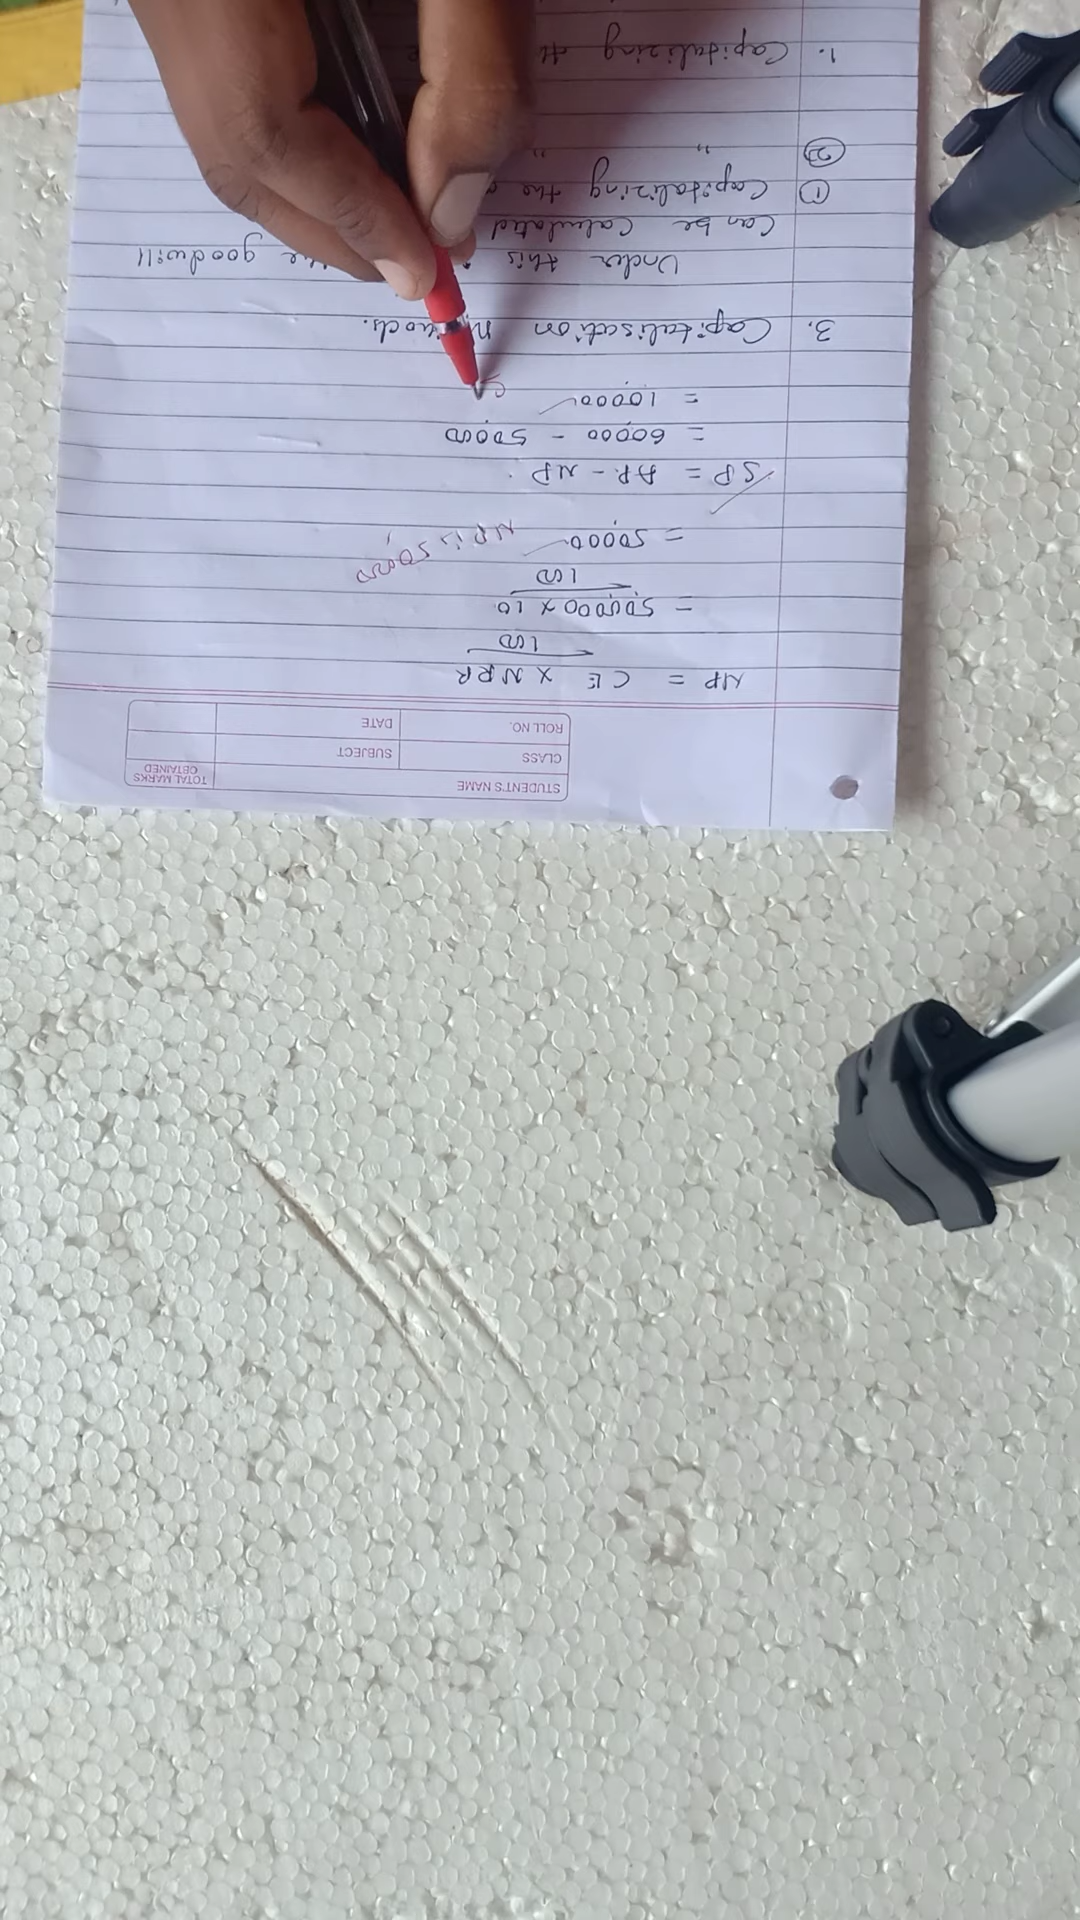 STUDENT'S NAME TOTAL MARKS OBTAINED
CLASS SUBJECT
ROLL NO. DATE
NP = CE × NRR
100
= 500000 × 10
100
= 50000 NP is 50000
SP = AP - NP
= 60000 - 50000
= 10000
3. Capitalisation
Under this goodwill
Can be Calculated
① Capitalizing the
② " "
1. Capitalizing